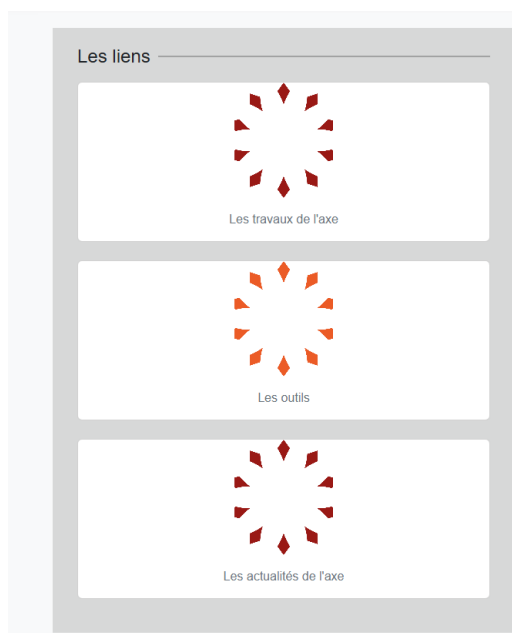 Les liens
Les travaux de l'axe
Les outils
Les actualités de l'axe